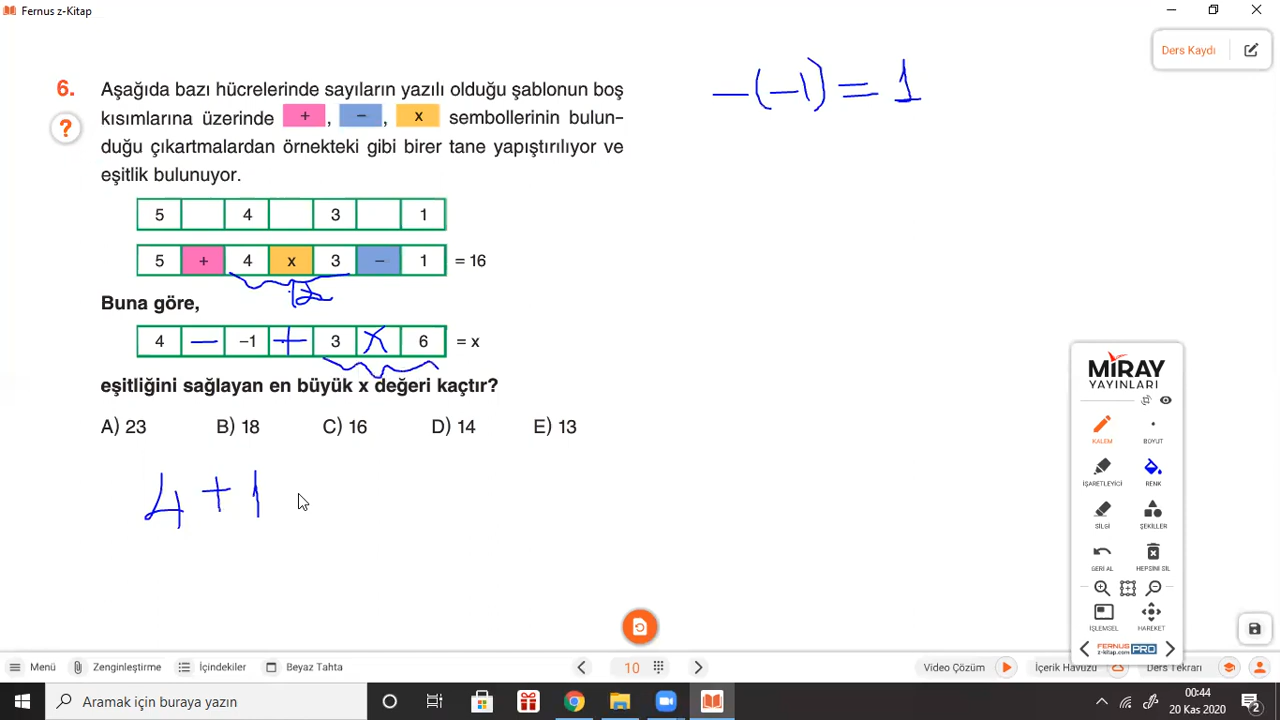 Fernus z-Kitap
Ders Kaydı
−(−1) = 1
6. Aşağıda bazı hücrelerinde sayıların yazılı olduğu şablonun boş
? kısımlarına üzerinde + , − , x sembollerinin bulun-
duğu çıkartmalardan örnekteki gibi birer tane yapıştırılıyor ve
eşitlik bulunuyor.
5 4 3 1
5 + 4 x 3 − 1 = 16
12
Buna göre,
4 − −1 + 3 x 6 = x
eşitliğini sağlayan en büyük x değeri kaçtır?
A) 23 B) 18 C) 16 D) 14 E) 13
4 + 1
MİRAY
YAYINLARI
KALEM BOYUT
İŞARETLEYİCİ RENK
SİLGİ ŞEKİLLER
GERİ AL HEPSİNİ SİL
İŞLEMSEL HAREKET
FERNUS z-kitap PRO
Menü Zenginleştirme İçindekiler Beyaz Tahta 10 Video Çözüm İçerik Havuzu Ders Tekrarı
Aramak için buraya yazın 00:44
20 Kas 2020 2